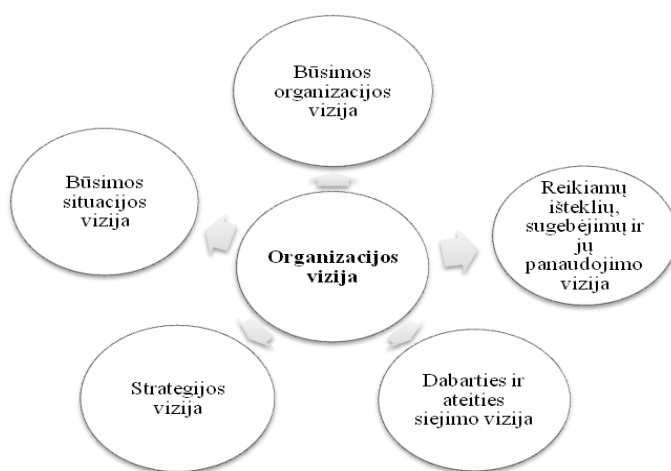 Būsimos
organizacijos
vizija
Būsimos
situacijos
vizija
Reikiamų
išteklių,
sugebėjimų ir
jų
panaudojimo
vizija
Organizacijos
vizija
Strategijos
vizija
Dabarties ir
ateities
siejimo vizija